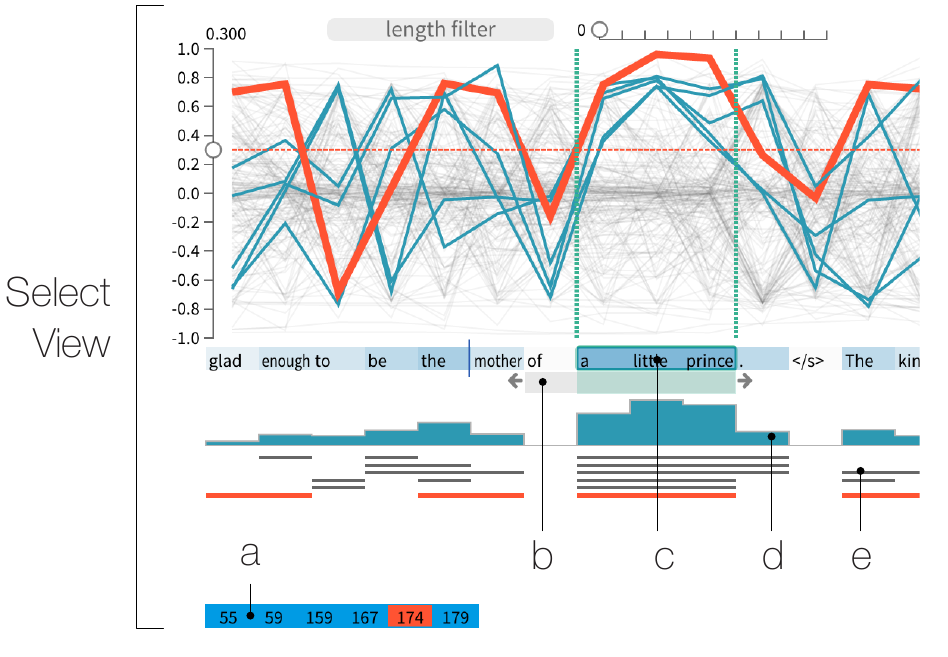 length filter
0
0.300
1.0
0.8
0.6
0.4
0.2
0.0
-0.2
-0.4
-0.6
-0.8
-1.0
Select
View
glad enough to be the mother of a little prince . </s> The kin
a b c d e
55 59 159 167 174 179